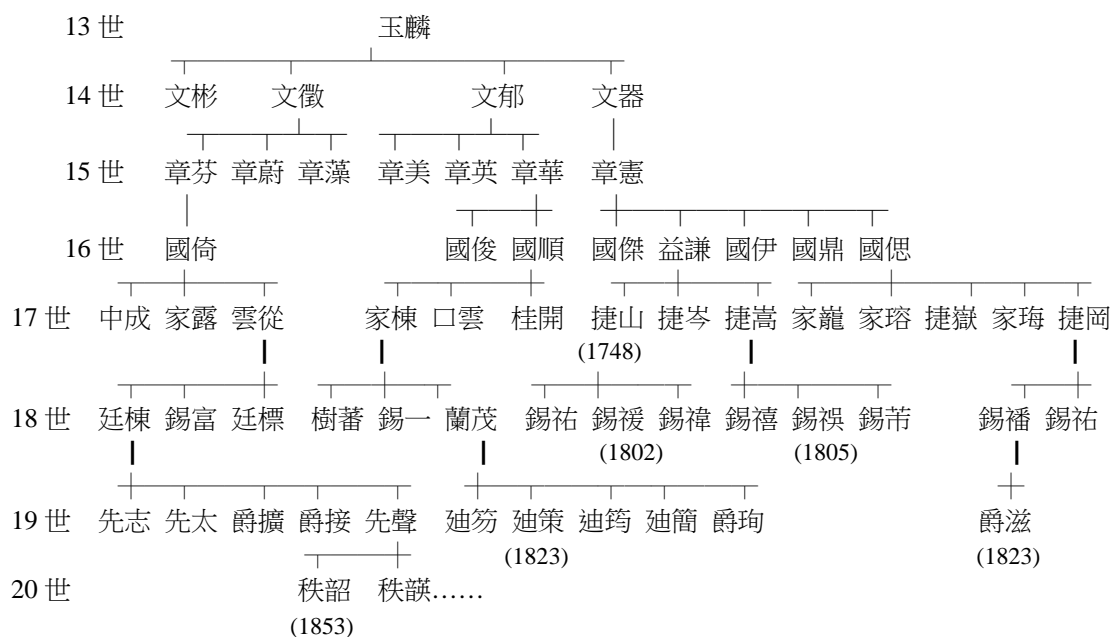 13 世 玉麟
14 世 文彬 文徵 文郁 文器
15 世 章芬 章蔚 章藻 章美 章英 章華 章憲
16 世 國倚 國俊 國順 國傑 益謙 國伊 國鼎 國偲
17 世 中成 家露 雲從 家棟 口雲 桂開 捷山 捷岑 捷嵩 家巃 家瑢 捷嶽 家珻 捷岡
(1748)
18 世 廷棟 錫富 廷標 樹蕃 錫一 蘭茂 錫祐 錫禐 錫禕 錫禧 錫祦 錫芾 錫襎 錫祐
(1802) (1805)
19 世 先志 先太 爵擴 爵接 先聲 廸笏 廸策 迪筠 廸簡 爵珣 爵滋
(1823) (1823)
20 世 秩韶 秩韺……
(1853)